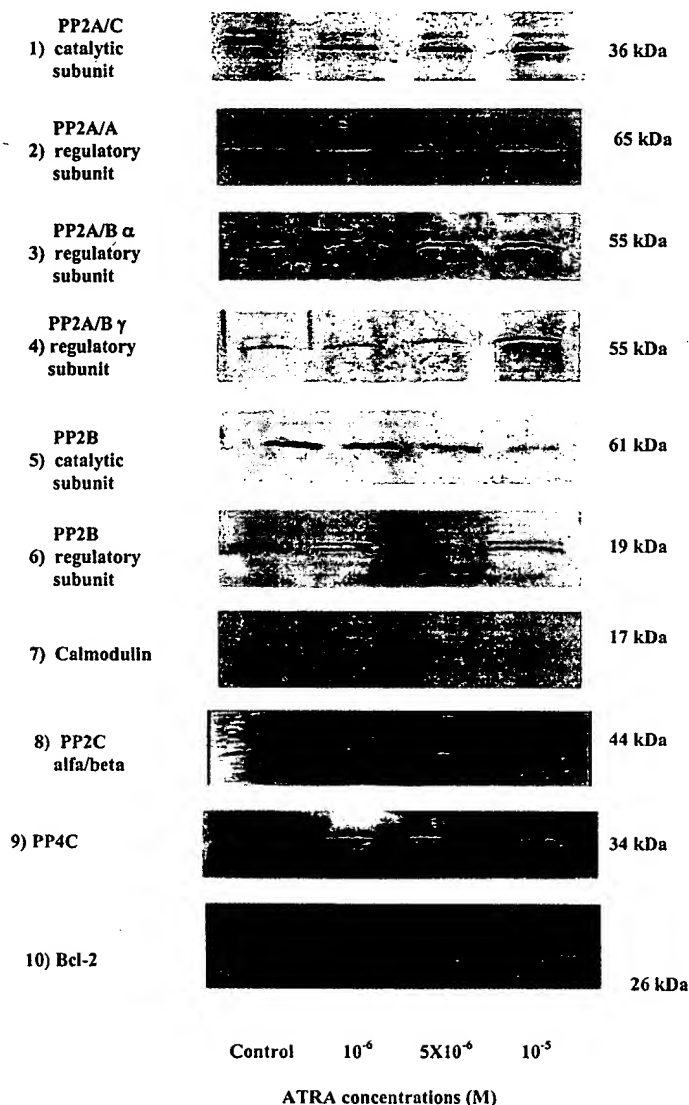 PP2A/C
1) catalytic
subunit
36 kDa
PP2A/A
2) regulatory
subunit
65 kDa
PP2A/B α
3) regulatory
subunit
55 kDa
PP2A/B γ
4) regulatory
subunit
55 kDa
PP2B
5) catalytic
subunit
61 kDa
PP2B
6) regulatory
subunit
19 kDa
7) Calmodulin
17 kDa
8) PP2C
alfa/beta
44 kDa
9) PP4C
34 kDa
10) Bcl-2
26 kDa
Control 10⁻⁶ 5X10⁻⁶ 10⁻⁵
ATRA concentrations (M)